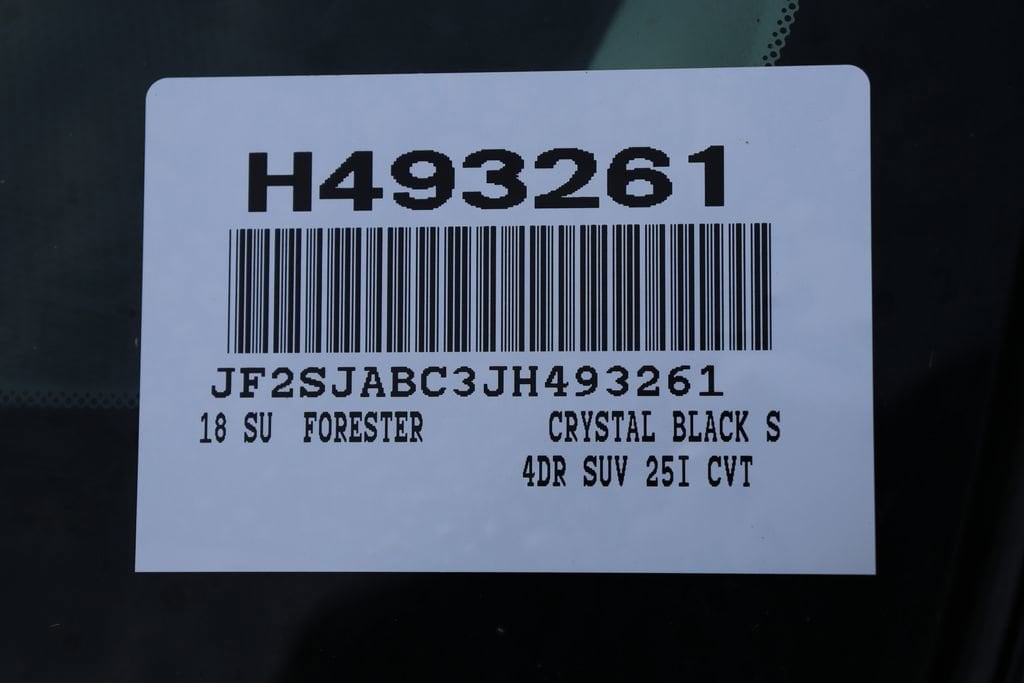 H493261
JF2SJABC3JH493261
18 SU FORESTER CRYSTAL BLACK S
4DR SUV 25I CVT